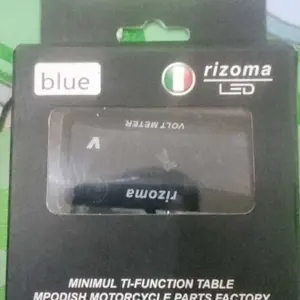 blue
rizoma
LED
VOLT METER
V
rizoma
MINIMUL TI-FUNCTION TABLE
MPODISH MOTORCYCLE PARTS FACTORY